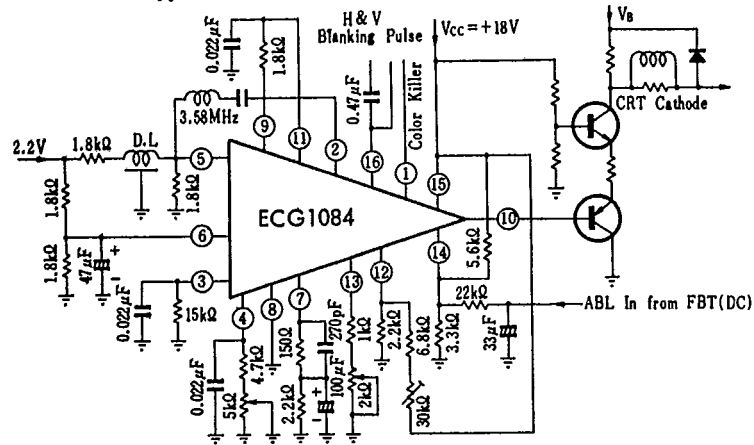 H & V
Blanking Pulse
Vcc=+18V
VB
0.022μF
1.8kΩ
0.47μF
Color Killer
CRT Cathode
3.58MHz
9
11
2
16
1
15
2.2V
1.8kΩ
D.L
5
1.8kΩ
1.8kΩ
ECG1084
10
6
5.6kΩ
1.8kΩ
47μF
+
-
14
3
12
13
7
8
4
22kΩ
ABL In from FBT(DC)
0.022μF
15kΩ
270pF
150Ω
1kΩ
2.2kΩ
6.8kΩ
3.3kΩ
33μF
0.022μF
4.7kΩ
5kΩ
2.2kΩ
+
-
100μF
2kΩ
30kΩ